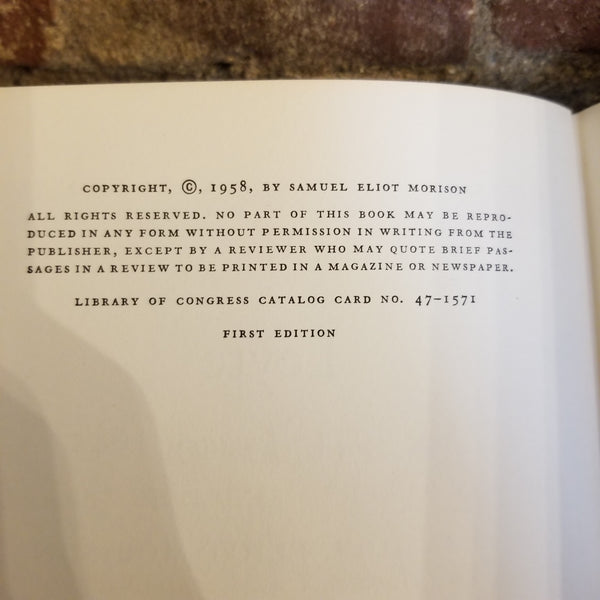 COPYRIGHT, ©, 1958, BY SAMUEL ELIOT MORISON
ALL RIGHTS RESERVED. NO PART OF THIS BOOK MAY BE REPRO-
DUCED IN ANY FORM WITHOUT PERMISSION IN WRITING FROM THE
PUBLISHER, EXCEPT BY A REVIEWER WHO MAY QUOTE BRIEF PAS-
SAGES IN A REVIEW TO BE PRINTED IN A MAGAZINE OR NEWSPAPER.
LIBRARY OF CONGRESS CATALOG CARD NO. 47-1571
FIRST EDITION